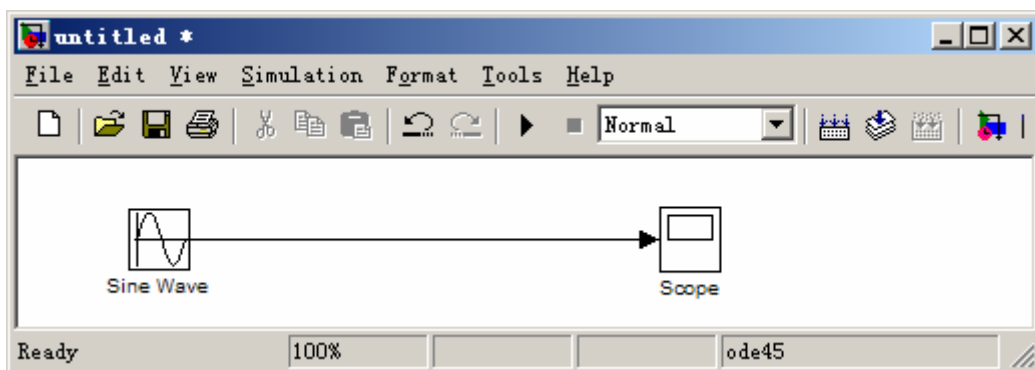 untitled *
File Edit View Simulation Format Tools Help
Normal
Sine Wave
Scope
Ready 100% ode45